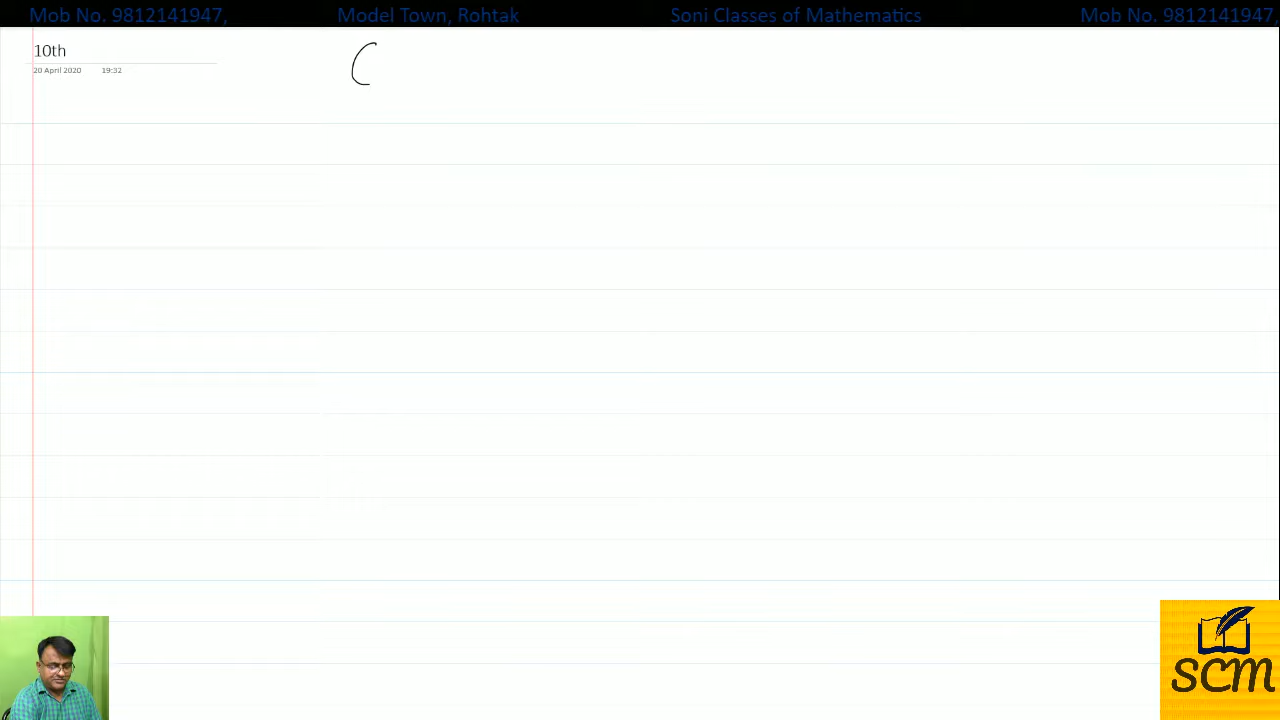 Mob No. 9812141947, Model Town, Rohtak Soni Classes of Mathematics Mob No. 9812141947,
10th
20 April 2020 19:32
C
SCM